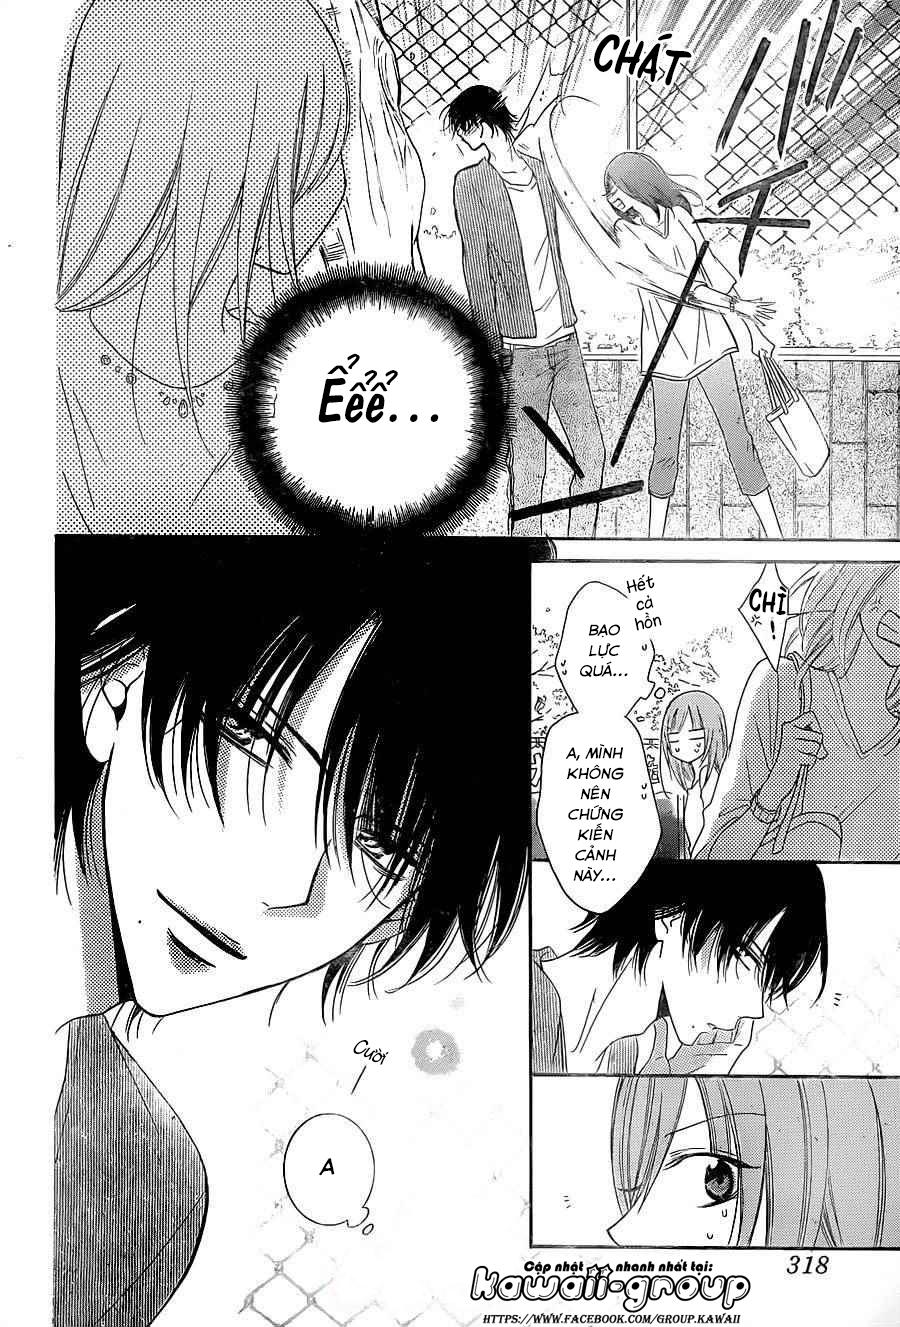 CHÁT
Ểểể...
CHÌ!
Hết
cả
hồn
BẠO
LỰC
QUÁ...
A, MÌNH
KHÔNG
NÊN
CHỨNG
KIẾN
CẢNH
NÀY...
Cười
A
318
Cập nhật nhanh nhất tại:
kawaii-group
HTTPS://WWW.FACEBOOK.COM/GROUP.KAWAII